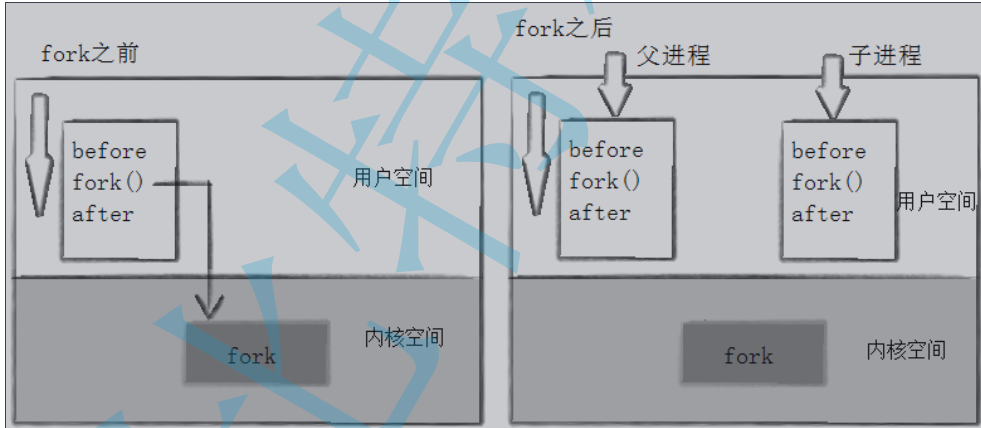 fork之前
before
fork()
after
用户空间
内核空间
fork
fork之后
父进程
子进程
before
fork()
after
before
fork()
after
用户空间
内核空间
fork